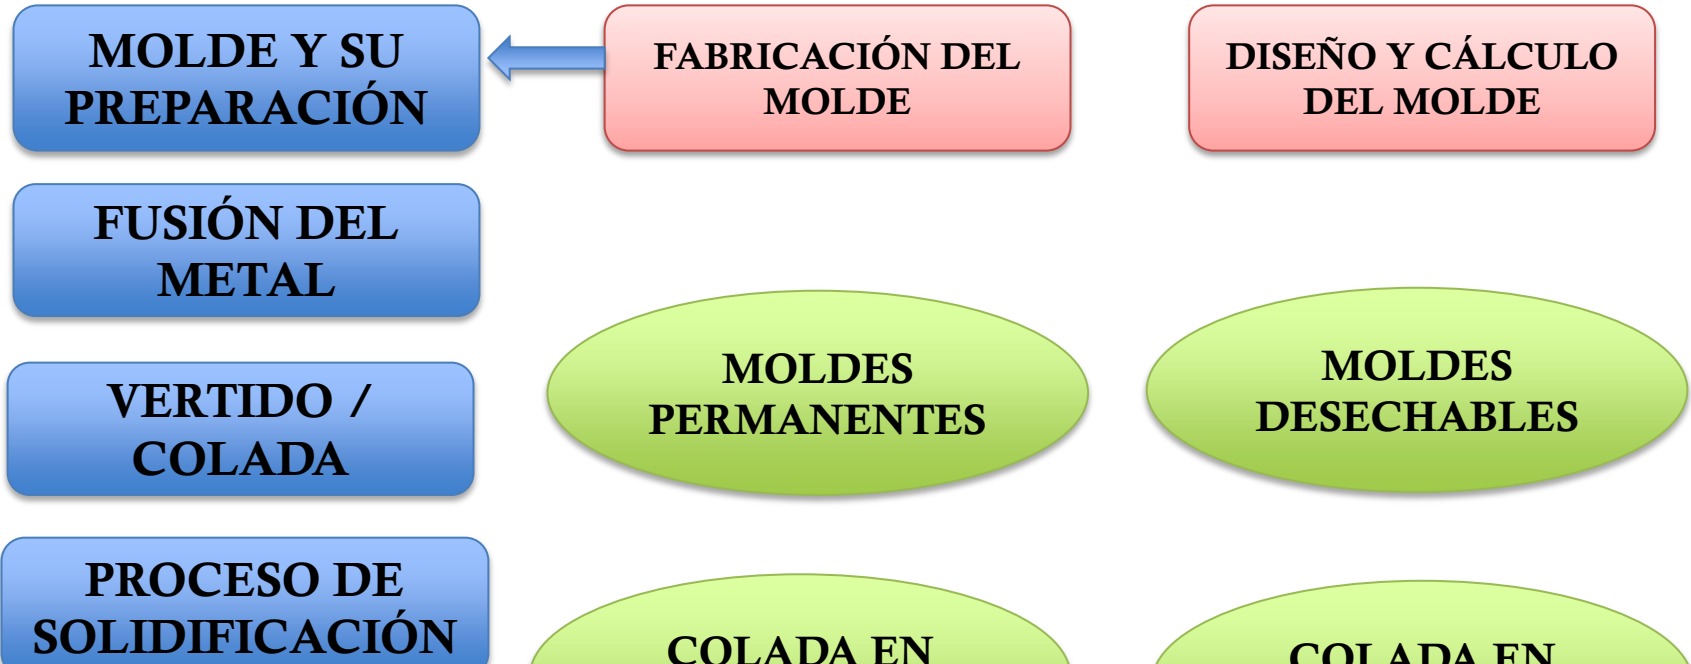 MOLDE Y SU
PREPARACIÓN
FABRICACIÓN DEL
MOLDE
DISEÑO Y CÁLCULO
DEL MOLDE
FUSIÓN DEL
METAL
MOLDES
PERMANENTES
MOLDES
DESECHABLES
VERTIDO /
COLADA
PROCESO DE
SOLIDIFICACIÓN
COLADA EN
COLADA EN